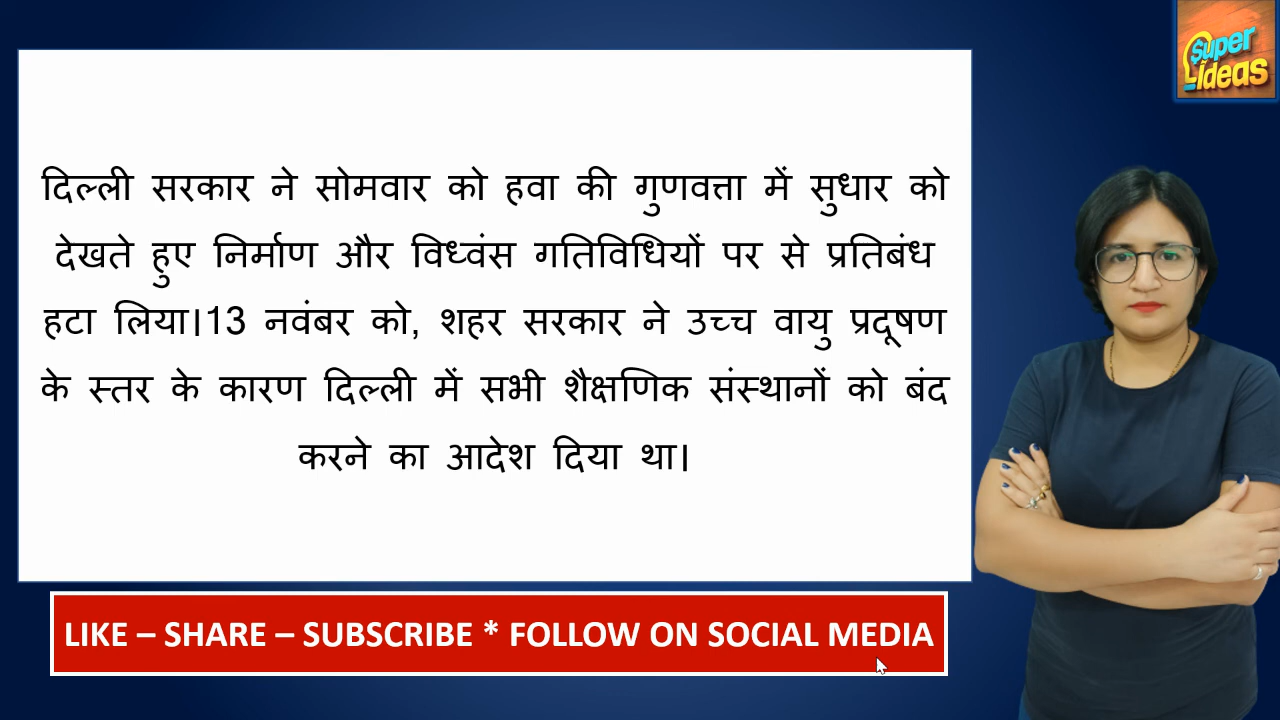 Super
Ideas
दिल्ली सरकार ने सोमवार को हवा की गुणवत्ता में सुधार को
देखते हुए निर्माण और विध्वंस गतिविधियों पर से प्रतिबंध
हटा लिया।13 नवंबर को, शहर सरकार ने उच्च वायु प्रदूषण
के स्तर के कारण दिल्ली में सभी शैक्षणिक संस्थानों को बंद
करने का आदेश दिया था।
LIKE – SHARE – SUBSCRIBE * FOLLOW ON SOCIAL MEDIA